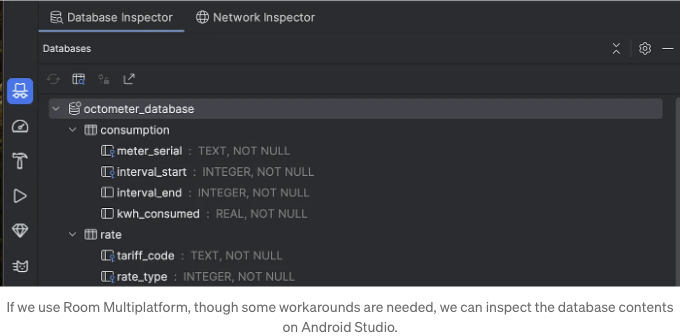 Database Inspector
Network Inspector
Databases
octometer_database
consumption
meter_serial : TEXT, NOT NULL
interval_start : INTEGER, NOT NULL
interval_end : INTEGER, NOT NULL
kwh_consumed : REAL, NOT NULL
rate
tariff_code : TEXT, NOT NULL
rate_type : INTEGER, NOT NULL
If we use Room Multiplatform, though some workarounds are needed, we can inspect the database contents
on Android Studio.